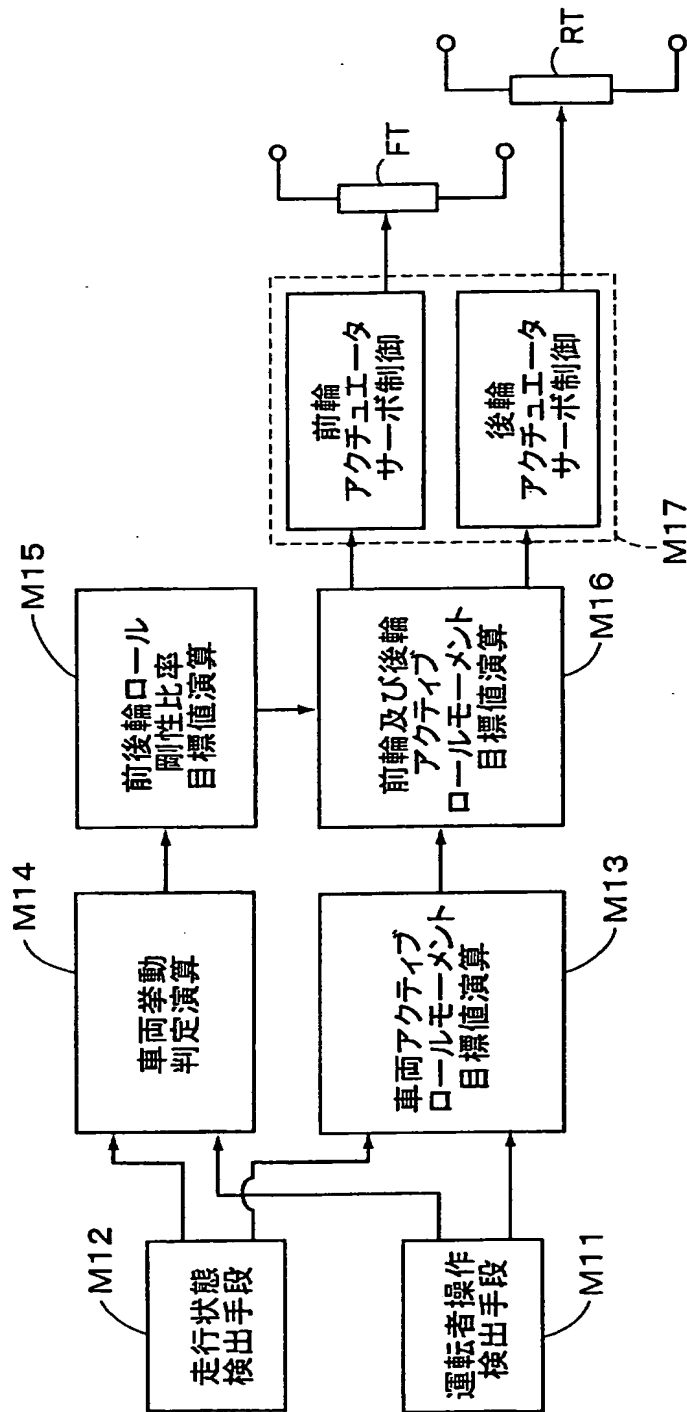 M12
走行状態
検出手段
M11
運転者操作
検出手段
M14
車両挙動
判定演算
M13
車両アクティブ
ロールモーメント
目標値演算
M15
前後輪ロール
剛性比率
目標値演算
M16
前輪及び後輪
アクティブ
ロールモーメント
目標値演算
M17
前輪
アクチュエータ
サーボ制御
後輪
アクチュエータ
サーボ制御
FT
RT